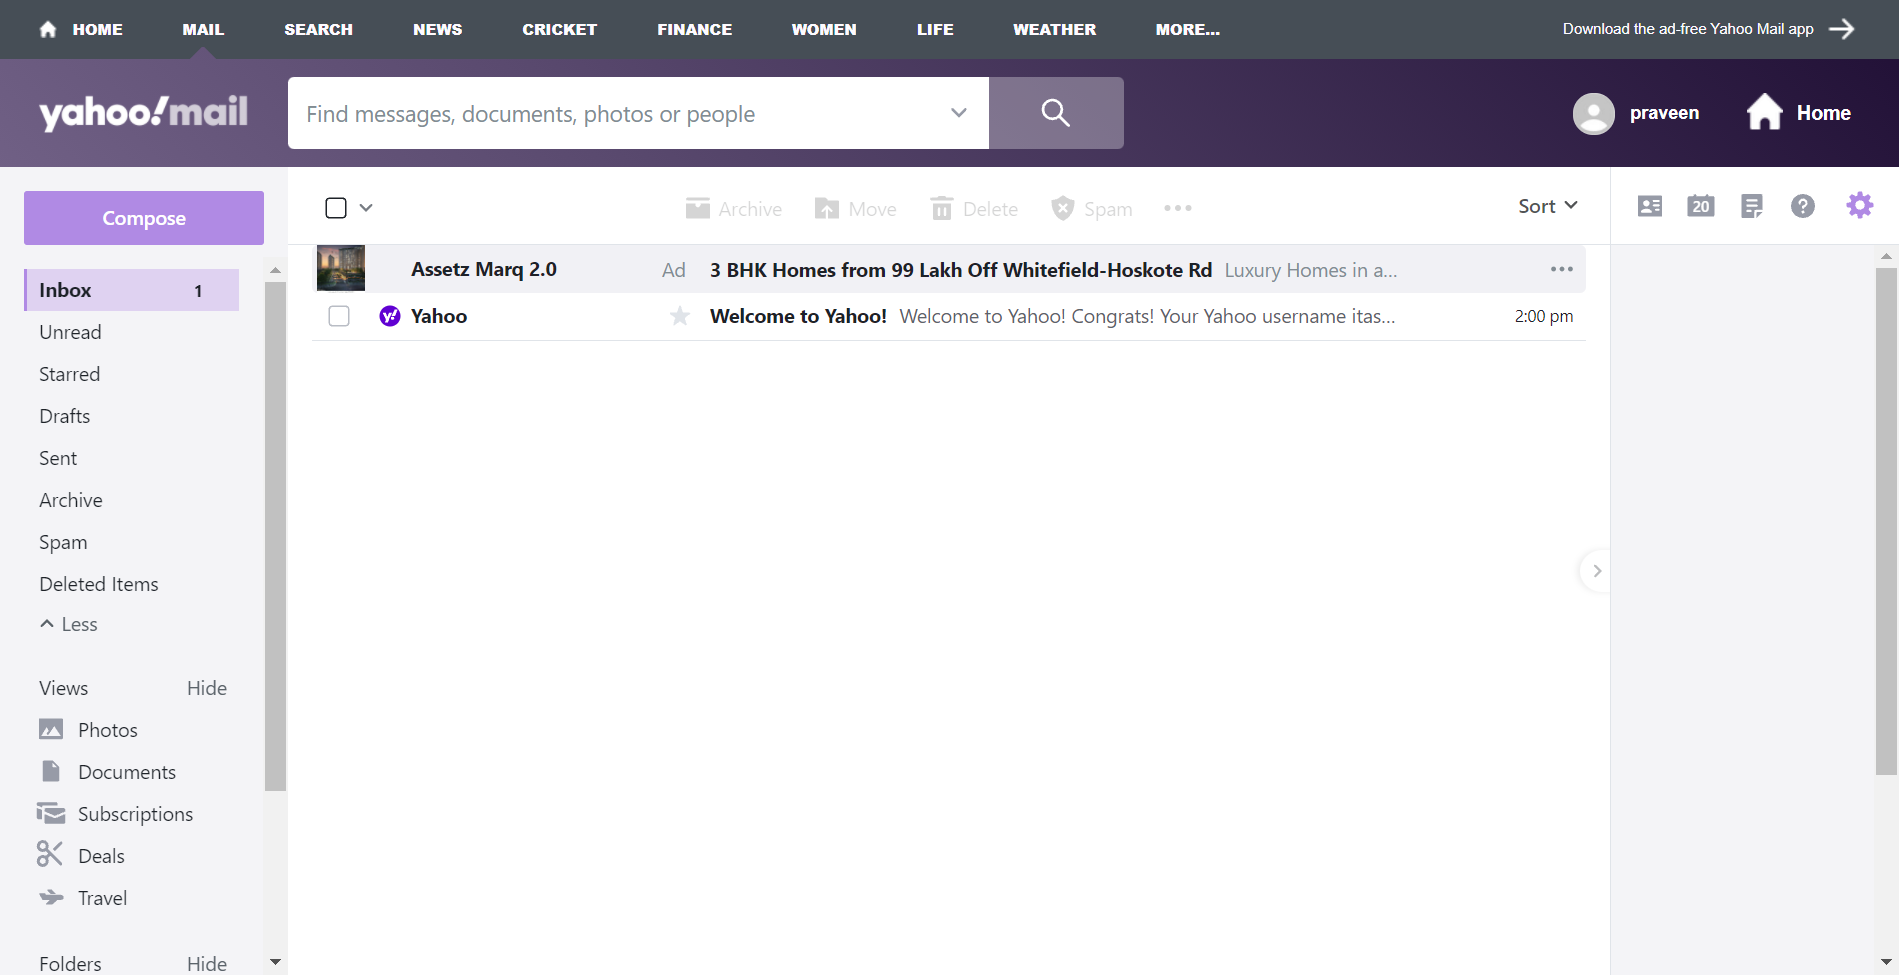 HOME MAIL SEARCH NEWS CRICKET FINANCE WOMEN LIFE WEATHER MORE... Download the ad-free Yahoo Mail app
yahoo!mail Find messages, documents, photos or people praveen Home
Compose
Archive Move Delete Spam Sort 20
Assetz Marq 2.0 Ad 3 BHK Homes from 99 Lakh Off Whitefield-Hoskote Rd Luxury Homes in a...
Yahoo Welcome to Yahoo! Welcome to Yahoo! Congrats! Your Yahoo username itas... 2:00 pm
Inbox 1
Unread
Starred
Drafts
Sent
Archive
Spam
Deleted Items
Less
Views Hide
Photos
Documents
Subscriptions
Deals
Travel
Folders Hide